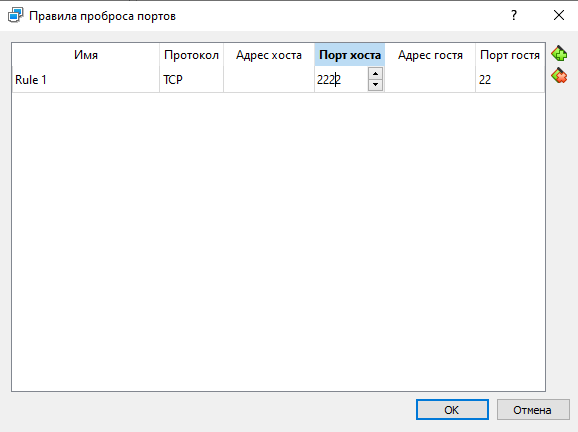 Правила проброса портов
Имя Протокол Адрес хоста Порт хоста Адрес гостя Порт гостя
Rule 1 TCP 2222 22
OK Отмена